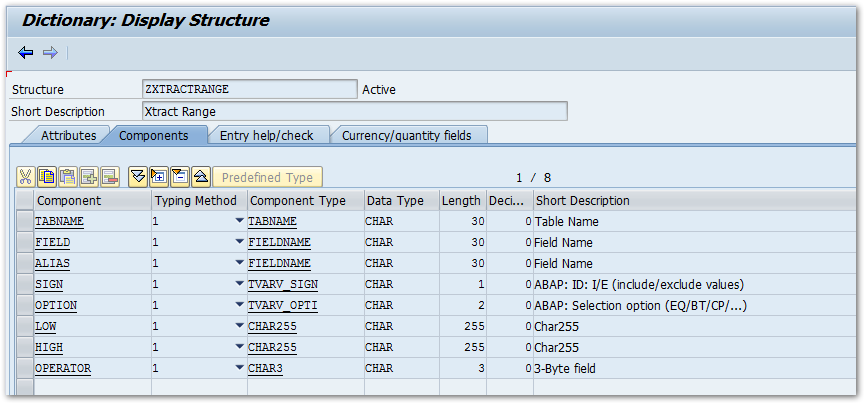 Dictionary: Display Structure
Structure ZXTRACTRANGE Active
Short Description Xtract Range
Attributes Components Entry help/check Currency/quantity fields
Predefined Type 1 / 8
Component Typing Method Component Type Data Type Length Deci... Short Description
TABNAME 1 TABNAME CHAR 30 0 Table Name
FIELD 1 FIELDNAME CHAR 30 0 Field Name
ALIAS 1 FIELDNAME CHAR 30 0 Field Name
SIGN 1 TVARV_SIGN CHAR 1 0 ABAP: ID: I/E (include/exclude values)
OPTION 1 TVARV_OPTI CHAR 2 0 ABAP: Selection option (EQ/BT/CP/...)
LOW 1 CHAR255 CHAR 255 0 Char255
HIGH 1 CHAR255 CHAR 255 0 Char255
OPERATOR 1 CHAR3 CHAR 3 0 3-Byte field